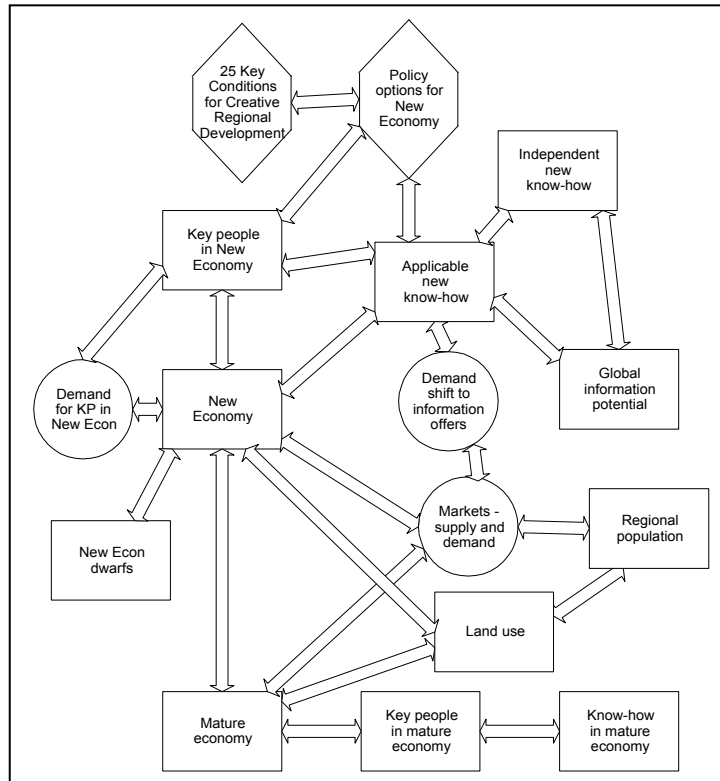 25 Key
Conditions
for Creative
Regional
Development
Policy
options for
New
Economy
Independent
new
know-how
Key people
in New
Economy
Applicable
new
know-how
Demand
for KP in
New Econ
New
Economy
Demand
shift to
information
offers
Global
information
potential
New Econ
dwarfs
Markets -
supply and
demand
Regional
population
Land use
Mature
economy
Key people
in mature
economy
Know-how
in mature
economy